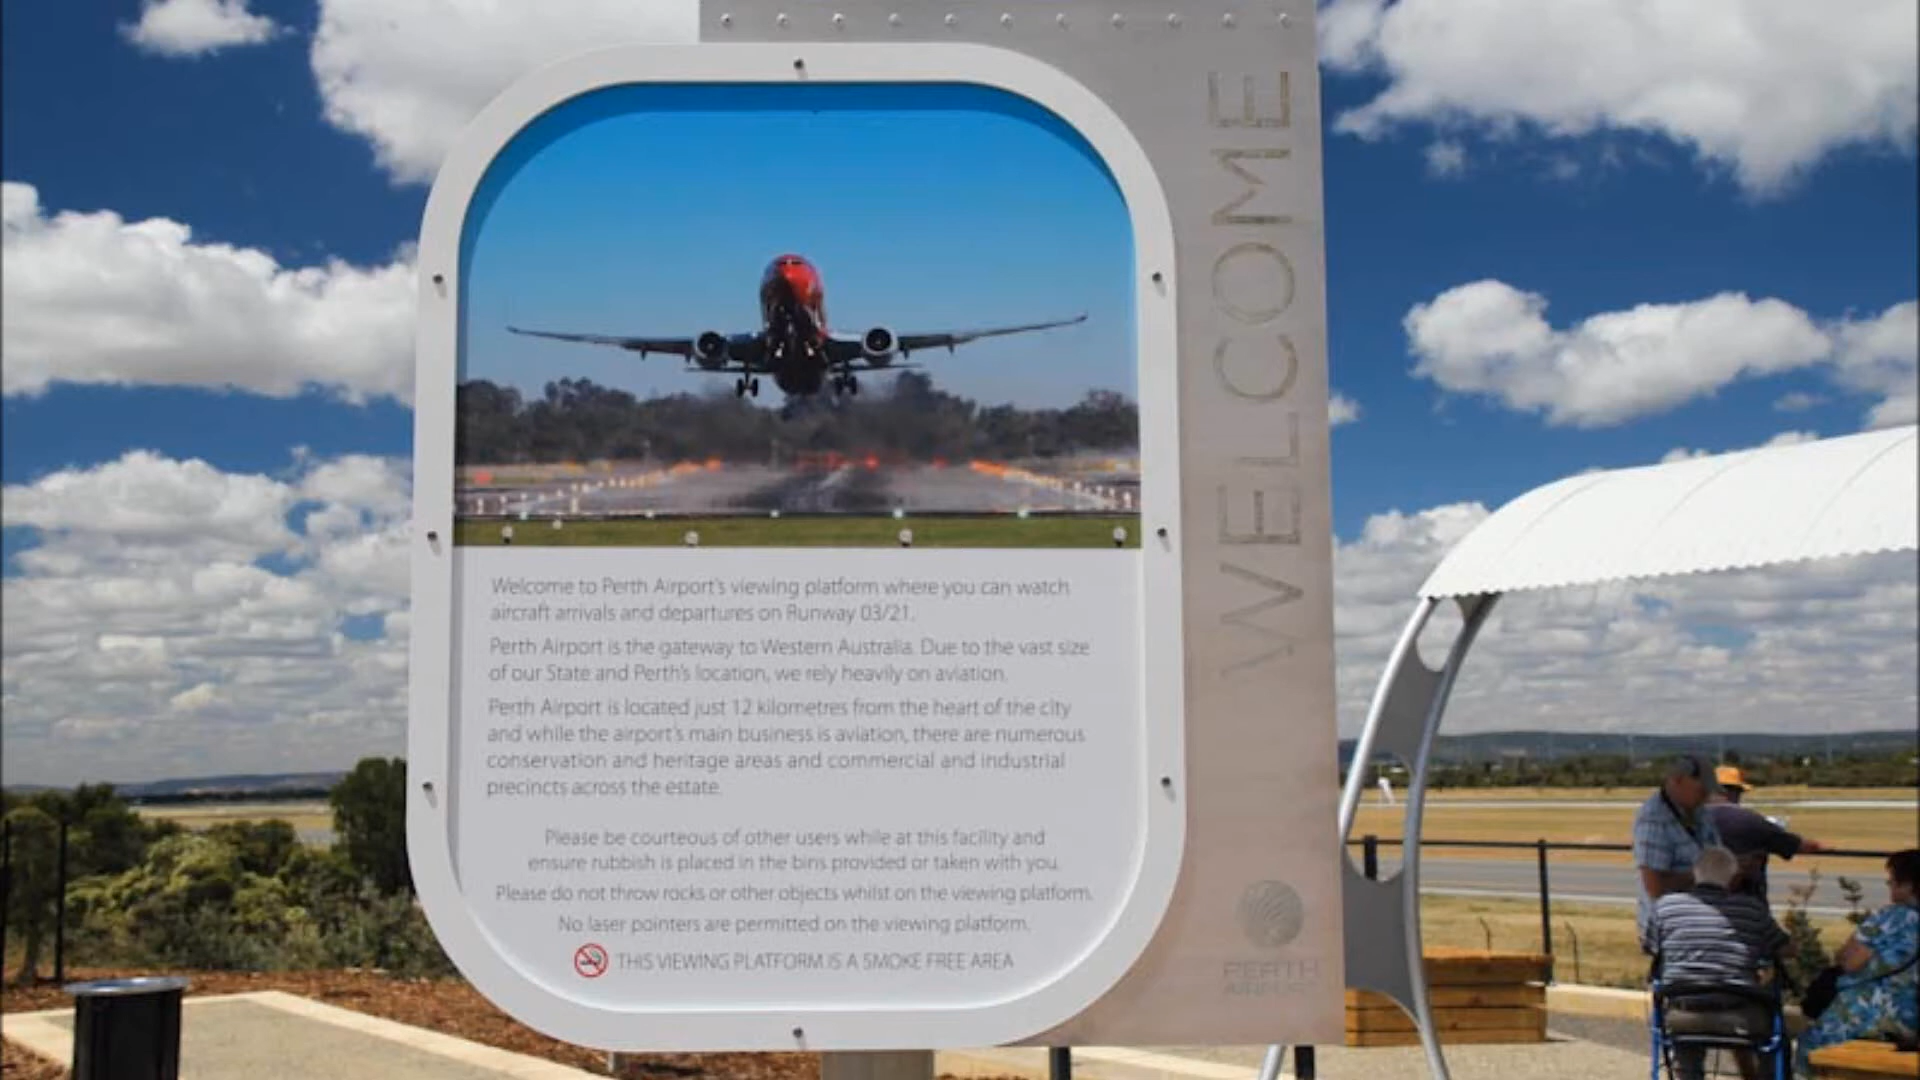 WELCOME
Welcome to Perth Airport's viewing platform where you can watch
aircraft arrivals and departures on Runway 03/21.
Perth Airport is the gateway to Western Australia. Due to the vast size
of our State and Perth's location, we rely heavily on aviation.
Perth Airport is located just 12 kilometres from the heart of the city
and while the airport's main business is aviation, there are numerous
conservation and heritage areas and commercial and industrial
precincts across the estate.
Please be courteous of other users while at this facility and
ensure rubbish is placed in the bins provided or taken with you.
Please do not throw rocks or other objects whilst on the viewing platform.
No laser pointers are permitted on the viewing platform.
THIS VIEWING PLATFORM IS A SMOKE FREE AREA
PERTH
AIRPORT